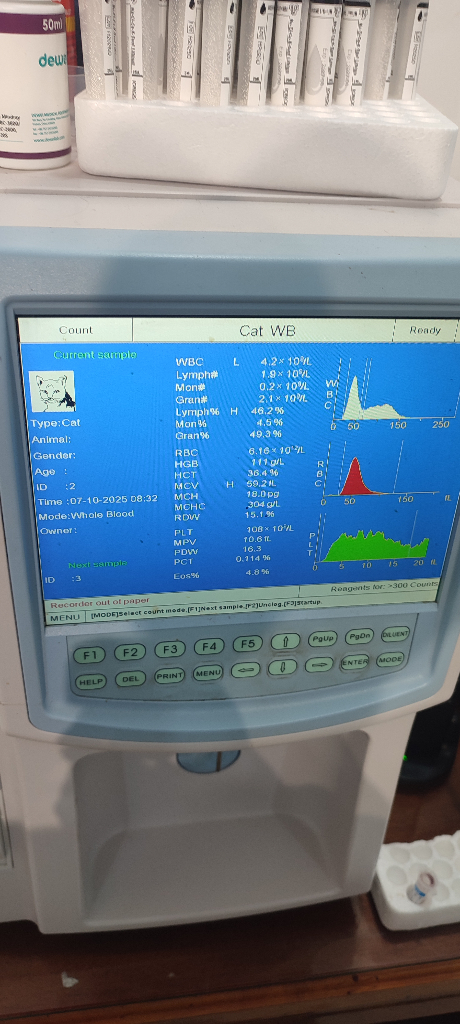 50ml
Count Cat WB Ready
Current sample
Type:Cat
Animal:
Gender:
Age :
ID :2
Time :07-10-2025 08:32
Mode:Whole Blood
Owner:
Next sample
ID :3
WBC L 4.2×10⁹/L
Lymph# 1.9×10⁹/L
Mon# 0.2×10⁹/L
Gran# 2.1×10⁹/L
Lymph% H 46.2%
Mon% 4.5%
Gran% 49.3%
RBC 6.16×10¹²/L
HGB 111 g/L
HCT 36.4%
MCV H 59.2fL
MCH 18.0pg
MCHC 304 g/L
RDW 15.1%
PLT 108×10⁹/L
MPV 10.6fL
PDW 16.3
PCT 0.114%
Eos% 4.8%
WBC
0 50 150 250
RBC
0 50 150 fL
PLT
0 5 10 20 fL
Recorder out of paper
Reagents for: >300 Counts
MENU [MODE]Select count mode.[F1]Next sample.[F2]Unclog.[F3]Startup.
F1 F2 F3 F4 F5 PgUp PgDn DILUENT
HELP DEL PRINT MENU ENTER MODE